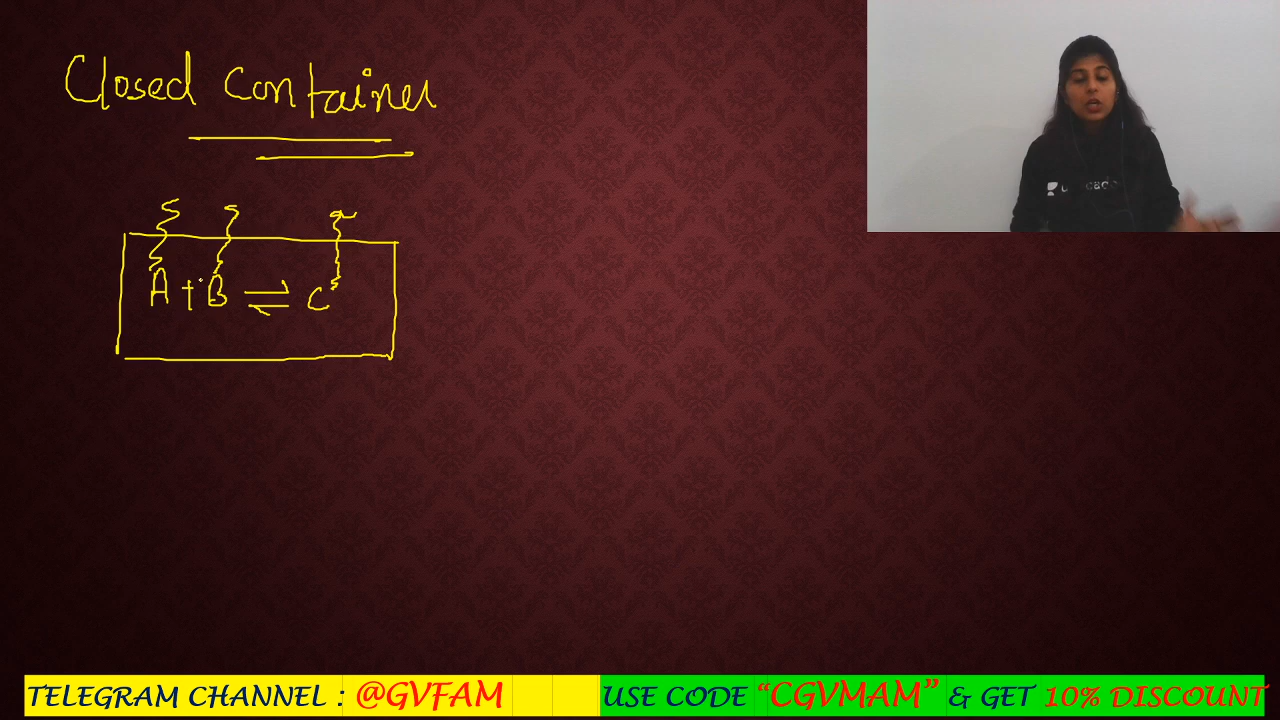 Closed Container
A + B ⇌ C
TELEGRAM CHANNEL : @GVFAM
USE CODE “CGVMAM” & GET 10% DISCOUNT